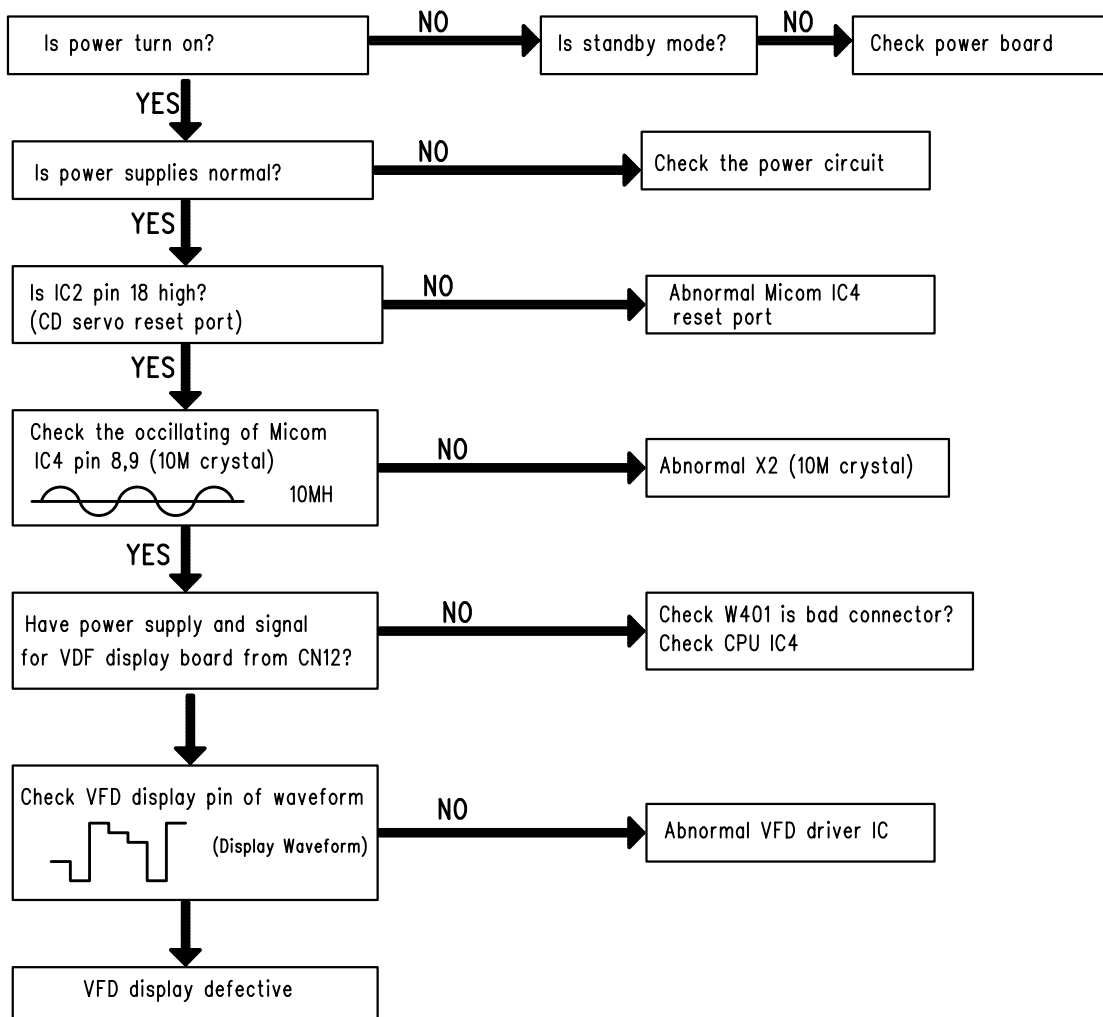 Is power turn on?
NO
Is standby mode?
NO
Check power board
YES
Is power supplies normal?
NO
Check the power circuit
YES
Is IC2 pin 18 high?
(CD servo reset port)
NO
Abnormal Micom IC4
reset port
YES
Check the occillating of Micom
IC4 pin 8,9 (10M crystal)
10MH
NO
Abnormal X2 (10M crystal)
YES
Have power supply and signal
for VDF display board from CN12?
NO
Check W401 is bad connector?
Check CPU IC4
Check VFD display pin of waveform
(Display Waveform)
NO
Abnormal VFD driver IC
VFD display defective